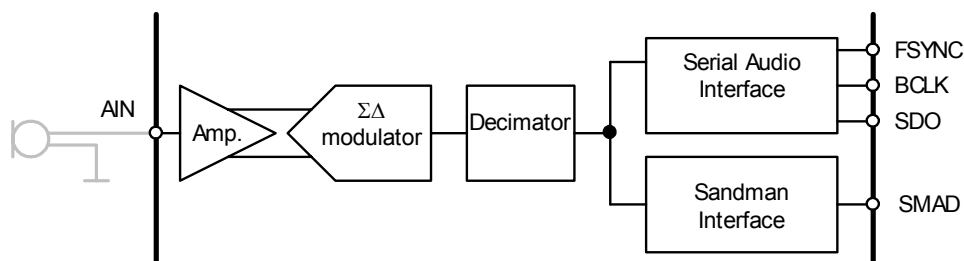 AIN
Amp.
ΣΔ
modulator
Decimator
Serial Audio
Interface
FSYNC
BCLK
SDO
Sandman
Interface
SMAD